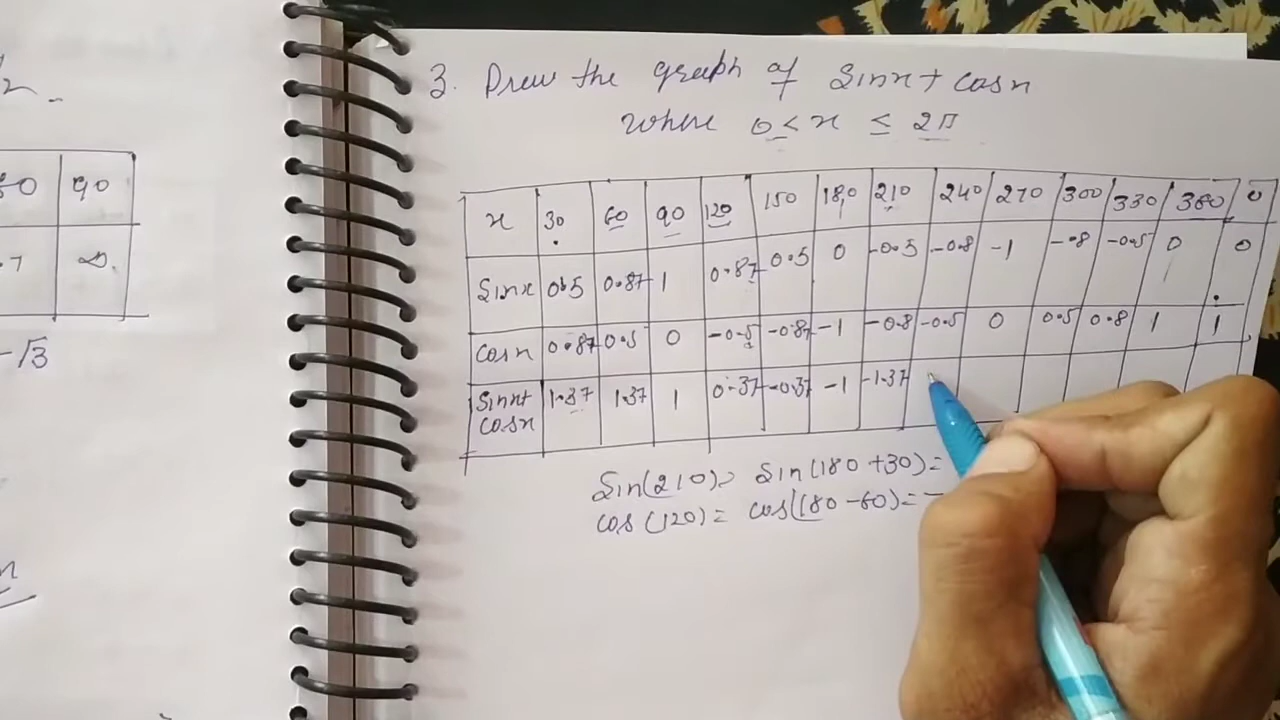 3. Draw the graph of Sinx + cosx
where 0 < x ≤ 2π
x 30 60 90 120 150 180 210 240 270 300 330 360 0
Sinx 0.5 0.87 1 0.87 0.5 0 -0.5 -0.8 -1 -.8 -0.5 0 0
cosx 0.87 0.5 0 -0.5 -0.87 -1 -0.8 -0.5 0 0.5 0.8 1 1
Sinx+ cosx 1.37 1.37 1 0.37 -0.37 -1 -1.37
Sin(210)= Sin(180+30)=
cos(120)= cos(180-60)= -
90
∞
-√3